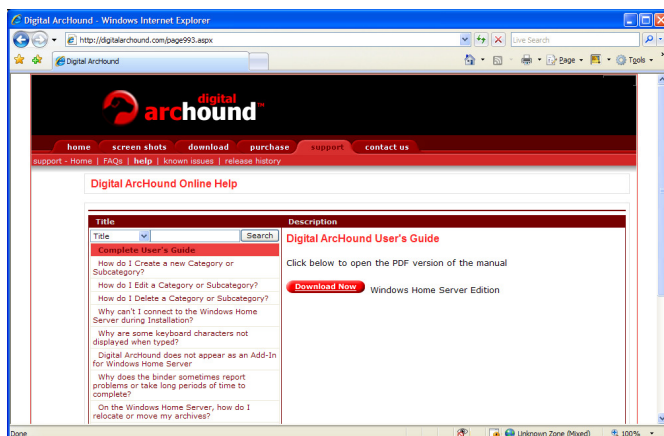 Digital ArcHound - Windows Internet Explorer
http://digitalarchound.com/page993.aspx
Live Search
Digital ArcHound
Page
Tools
digital
archound™
home screen shots download purchase support contact us
support - Home | FAQs | help | known issues | release history
Digital ArcHound Online Help
Title Description
Title Search
Complete User's Guide
How do I Create a new Category or
Subcategory?
How do I Edit a Category or Subcategory?
How do I Delete a Category or Subcategory?
Why can't I connect to the Windows Home
Server during Installation?
Why are some keyboard characters not
displayed when typed?
Digital ArcHound does not appear as an Add-In
for Windows Home Server
Why does the binder sometimes report
problems or take long periods of time to
complete?
On the Windows Home Server, how do I
relocate or move my archives?
Digital ArcHound User's Guide
Click below to open the PDF version of the manual
Download Now Windows Home Server Edition
Done Unknown Zone (Mixed) 100%